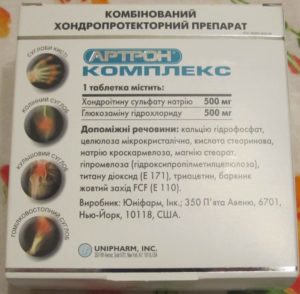 КОМБІНОВАНИЙ
ХОНДРОПРОТЕКТОРНИЙ ПРЕПАРАТ
СУГЛОБИ КИСТІ
КОЛІННИЙ СУГЛОБ
КУЛЬШОВИЙ СУГЛОБ
ГОМІЛКОВОСТОПНИЙ СУГЛОБ
АРТРОН®
КОМПЛЕКС
1 таблетка містить:
Хондроїтину сульфату натрію 500 мг
Глюкозаміну гідрохлориду 500 мг
Допоміжні речовини: кальцію гідрофосфат,
целюлоза мікрокристалічна, кислота стеаринова,
натрію кроскармелоза, магнію стеарат,
гіпромелоза (гідроксипропілметилцелюлоза),
титану діоксид (Е 171), триацетин, барвник
жовтий захід FCF (Е 110).
Виробник: Юніфарм, Інк.; 350 П'ята Авеню, 6701,
Нью-Йорк, 10118, США.
UNIPHARM, INC.